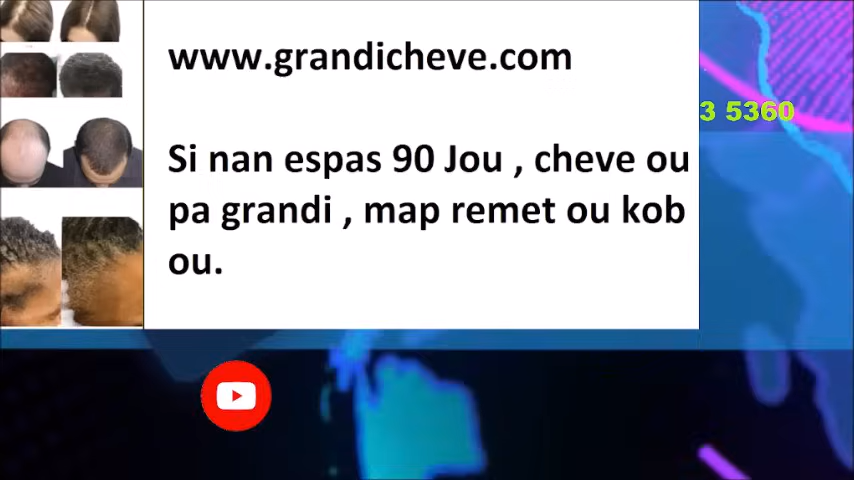 www.grandicheve.com
3 5360
Si nan espas 90 Jou , cheve ou
pa grandi , map remet ou kob
ou.